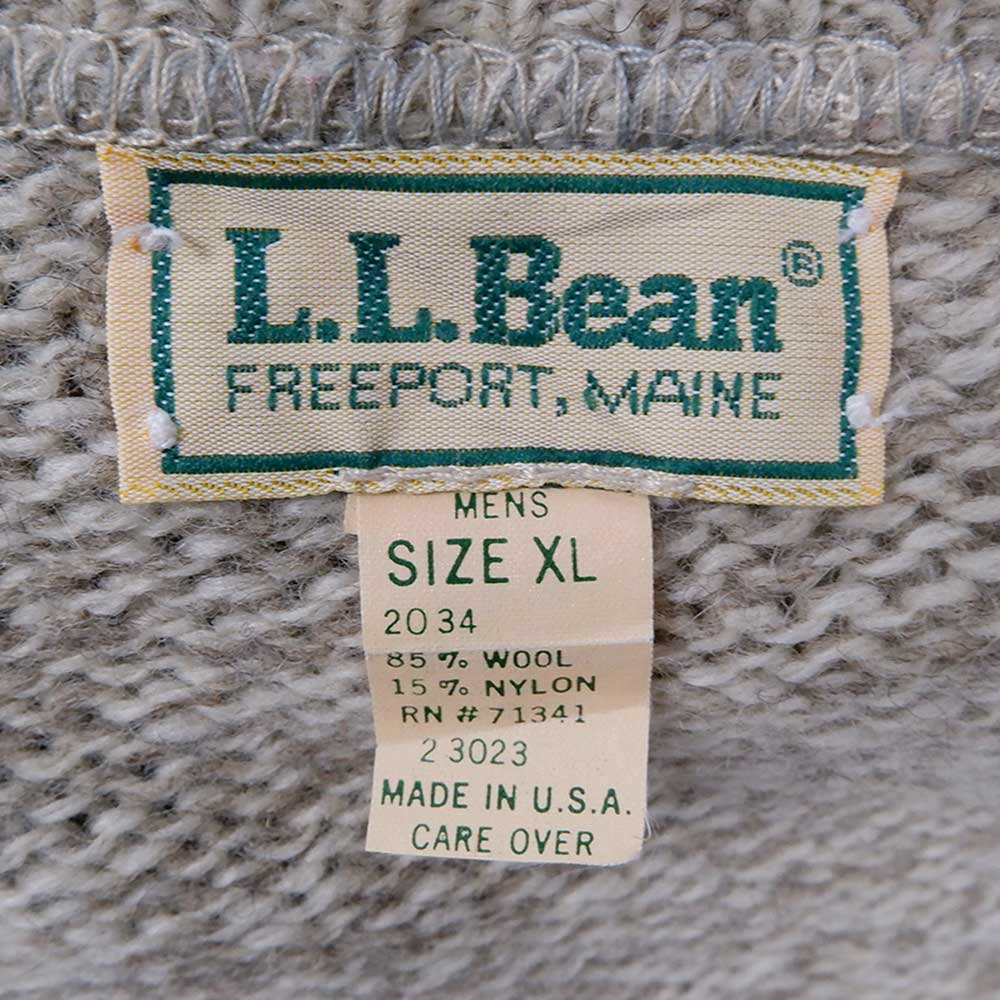 L.L.Bean®
FREEPORT, MAINE
MENS
SIZE XL
2034
85 % WOOL
15 % NYLON
RN # 71341
23023
MADE IN U.S.A.
CARE OVER